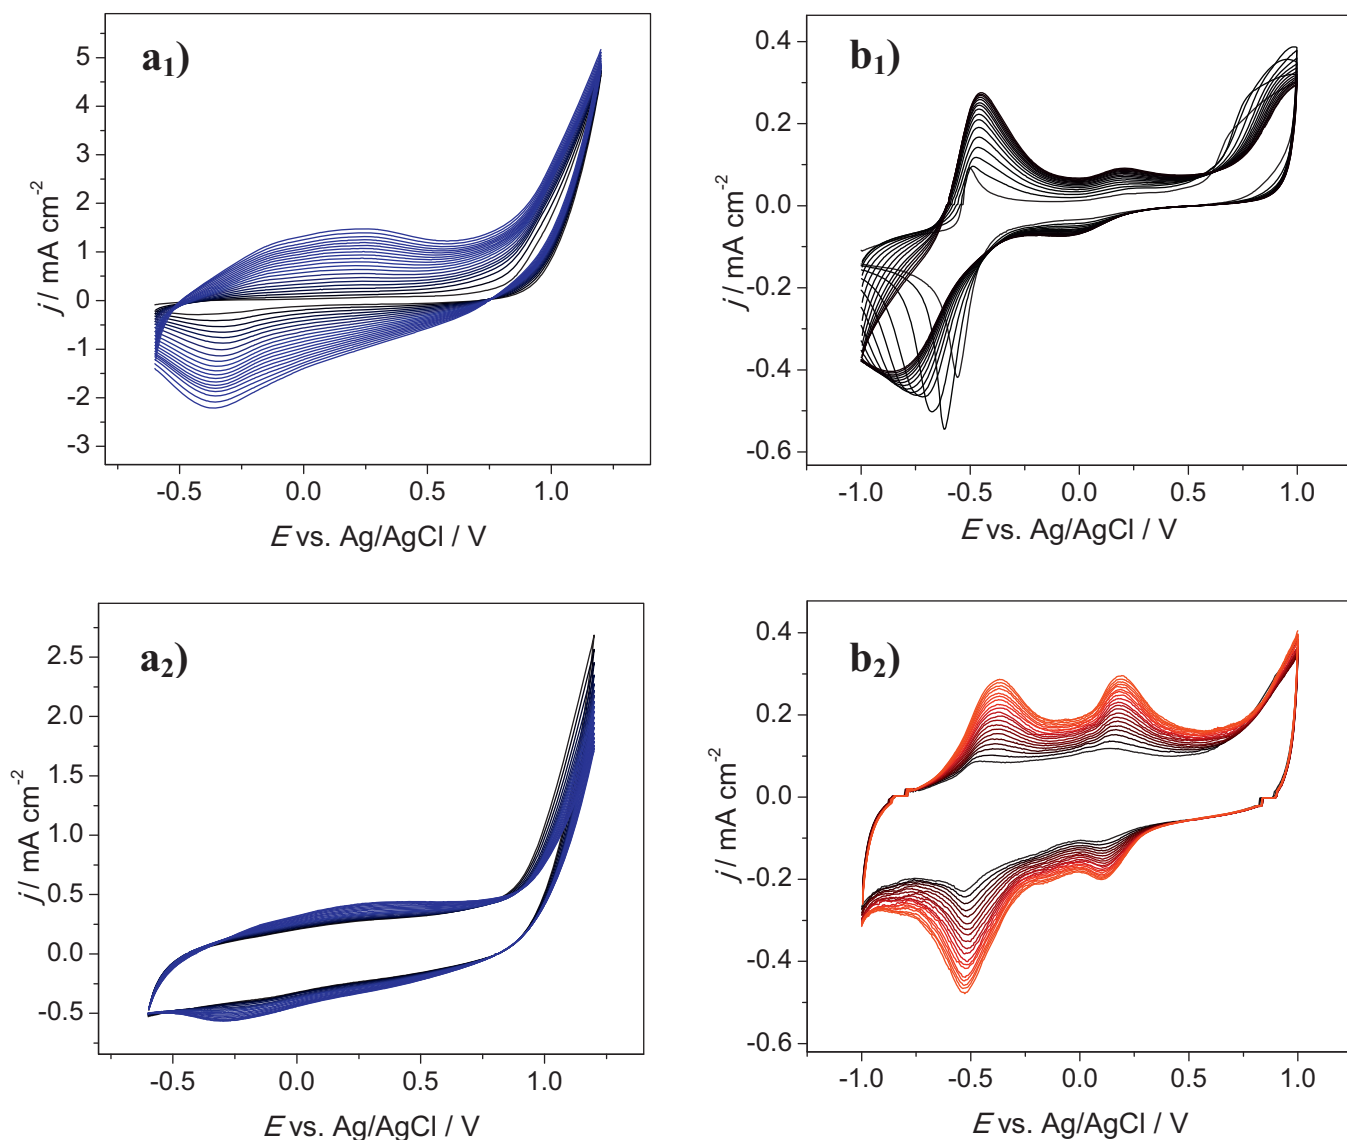 a1)
5
4
3
2
1
0
-1
-2
-3
j / mA cm-2
-0.5 0.0 0.5 1.0
E vs. Ag/AgCl / V
b1)
0.4
0.2
0.0
-0.2
-0.4
-0.6
j / mA cm-2
-1.0 -0.5 0.0 0.5 1.0
E vs. Ag/AgCl / V
a2)
2.5
2.0
1.5
1.0
0.5
0.0
-0.5
j / mA cm-2
-0.5 0.0 0.5 1.0
E vs. Ag/AgCl / V
b2)
0.4
0.2
0.0
-0.2
-0.4
-0.6
j / mA cm-2
-1.0 -0.5 0.0 0.5 1.0
E vs. Ag/AgCl / V